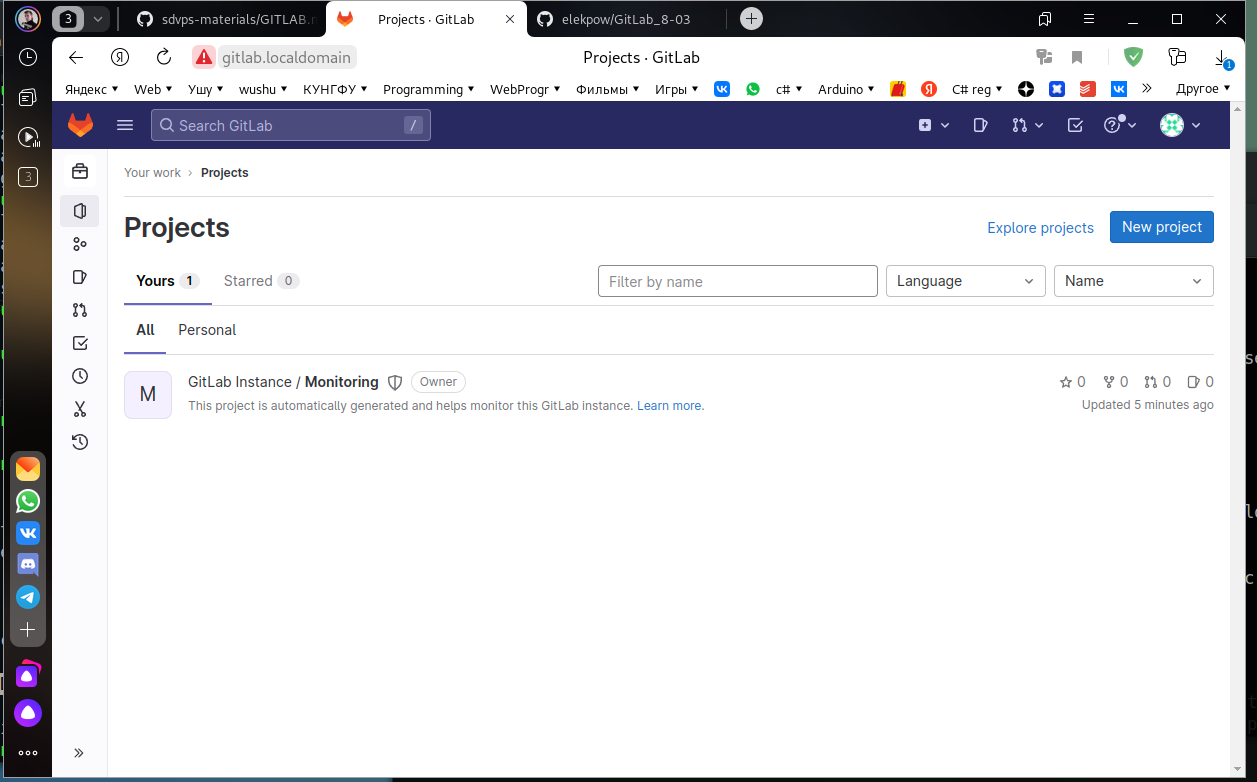 3
sdvps-materials/GITLAB.m
Projects · GitLab
elekpow/GitLab_8-03
gitlab.localdomain
Projects · GitLab
1
Яндекс
Web
Ушу
wushu
КУНГФУ
Programming
WebProgr
Фильмы
Игры
c#
Arduino
C# reg
Другое
Search GitLab
/
3
Your work › Projects
Projects
Explore projects
New project
Yours 1
Starred 0
Filter by name
Language
Name
All
Personal
M
GitLab Instance / Monitoring
Owner
0
0
0
0
This project is automatically generated and helps monitor this GitLab instance. Learn more.
Updated 5 minutes ago